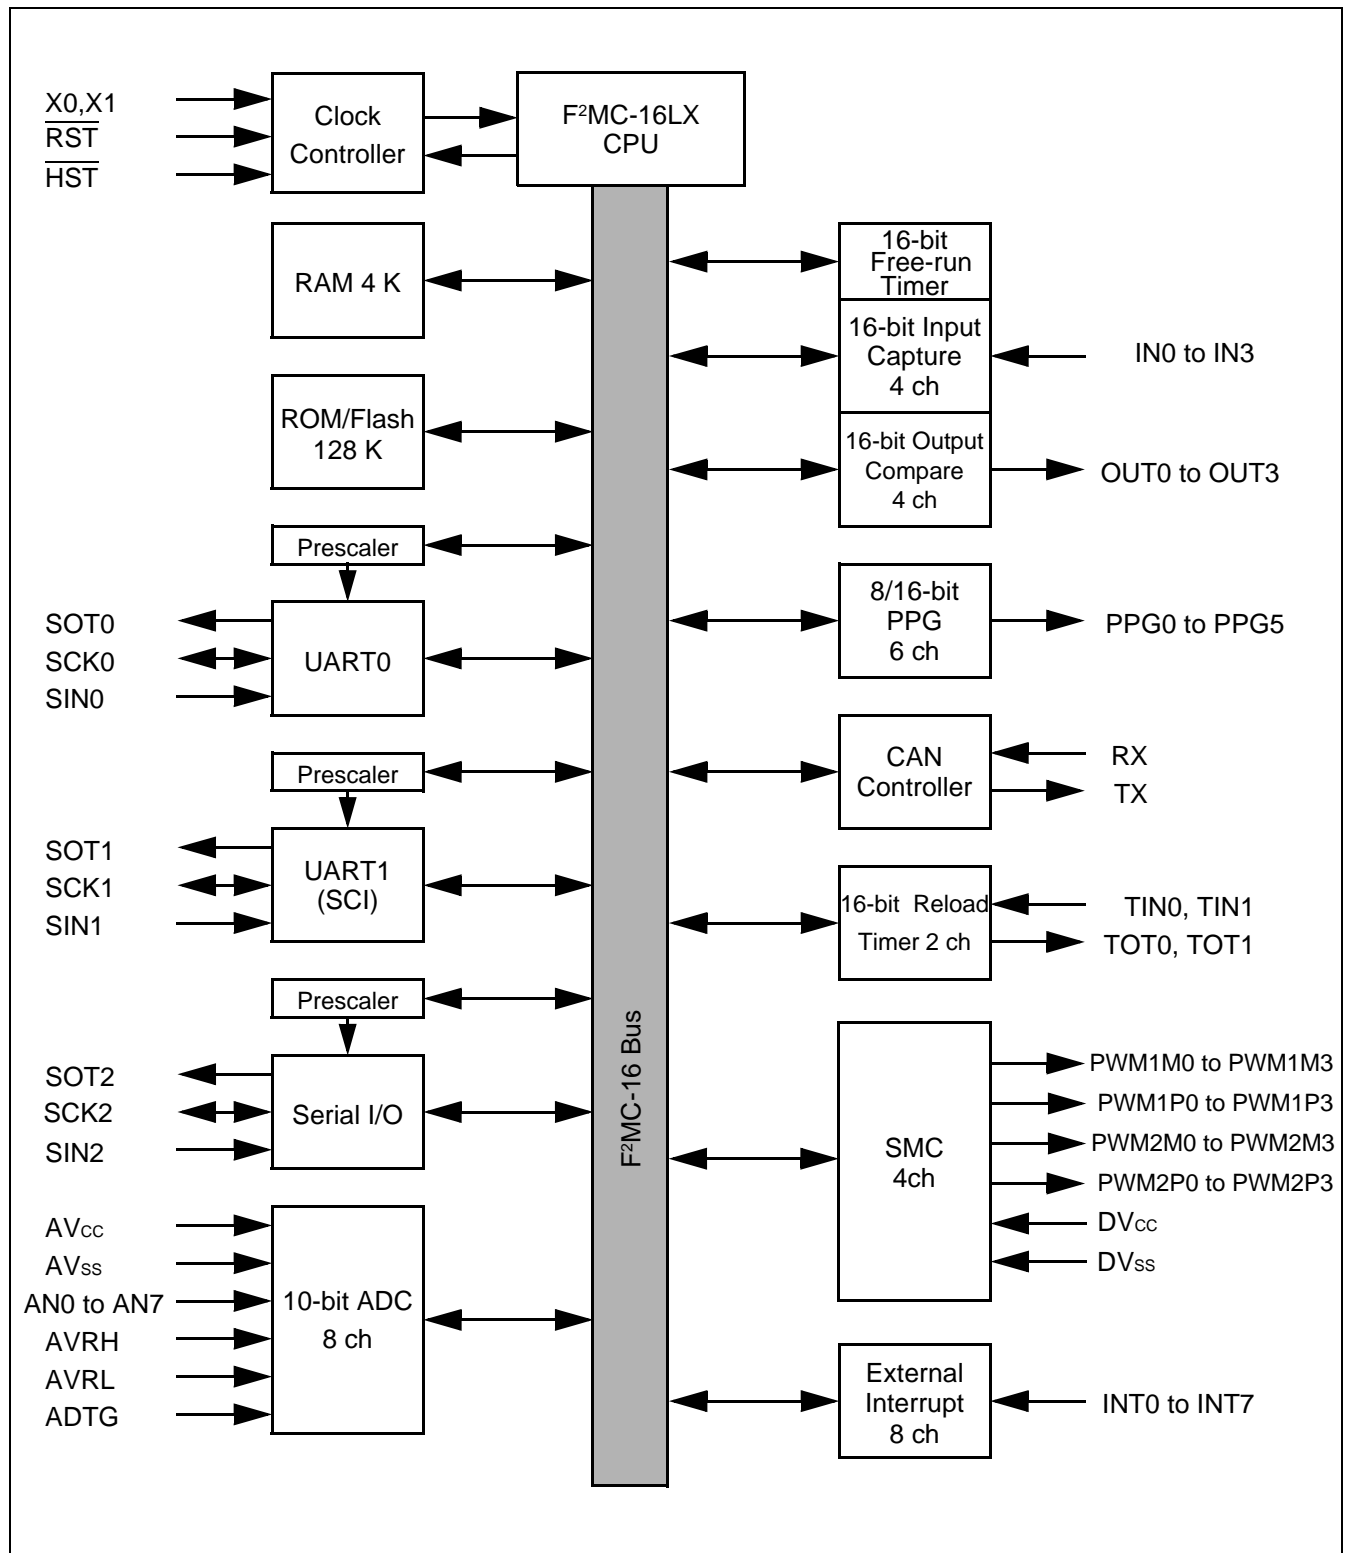 X0,X1
RST
HST
Clock
Controller
F²MC-16LX
CPU
RAM 4 K
ROM/Flash
128 K
Prescaler
SOT0
SCK0
SIN0
UART0
Prescaler
SOT1
SCK1
SIN1
UART1
(SCI)
Prescaler
SOT2
SCK2
SIN2
Serial I/O
AVcc
AVss
AN0 to AN7
AVRH
AVRL
ADTG
10-bit ADC
8 ch
F²MC-16 Bus
16-bit
Free-run
Timer
16-bit Input
Capture
4 ch
IN0 to IN3
16-bit Output
Compare
4 ch
OUT0 to OUT3
8/16-bit
PPG
6 ch
PPG0 to PPG5
CAN
Controller
RX
TX
16-bit Reload
Timer 2 ch
TIN0, TIN1
TOT0, TOT1
SMC
4ch
PWM1M0 to PWM1M3
PWM1P0 to PWM1P3
PWM2M0 to PWM2M3
PWM2P0 to PWM2P3
DVcc
DVss
External
Interrupt
8 ch
INT0 to INT7